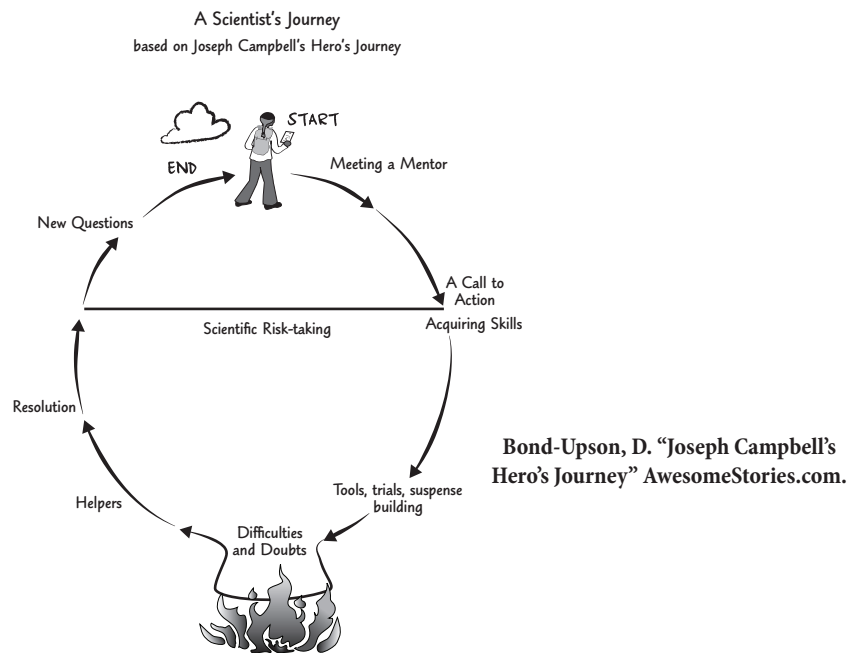 A Scientist's Journey
based on Joseph Campbell's Hero's Journey
START
END
Meeting a Mentor
New Questions
A Call to
Action
Scientific Risk-taking
Acquiring Skills
Resolution
Bond-Upson, D. “Joseph Campbell’s
Hero’s Journey” AwesomeStories.com.
Tools, trials, suspense
building
Helpers
Difficulties
and Doubts